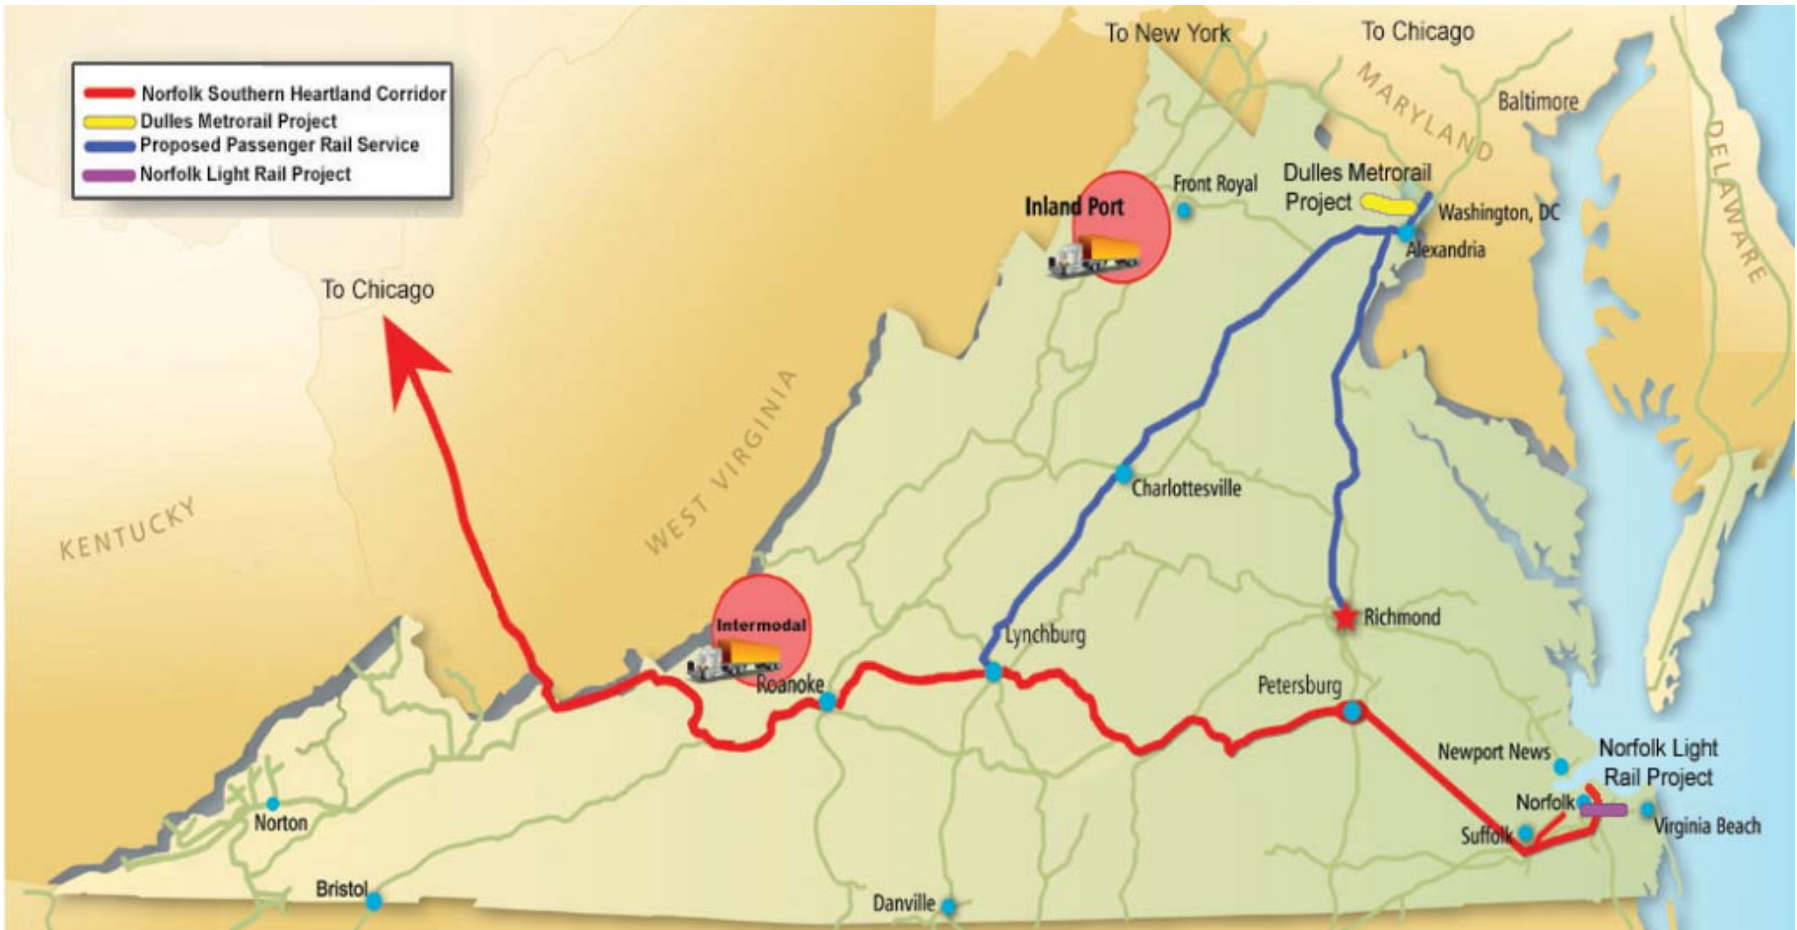 To New York
To Chicago
Norfolk Southern Heartland Corridor
Dulles Metrorail Project
Proposed Passenger Rail Service
Norfolk Light Rail Project
MARYLAND
Baltimore
DELAWARE
Dulles Metrorail
Project
Front Royal
Inland Port
Washington, DC
Alexandria
To Chicago
WEST VIRGINIA
KENTUCKY
Charlottesville
Intermodal
Lynchburg
Richmond
Roanoke
Petersburg
Newport News
Norfolk Light
Rail Project
Norfolk
Virginia Beach
Suffolk
Norton
Bristol
Danville